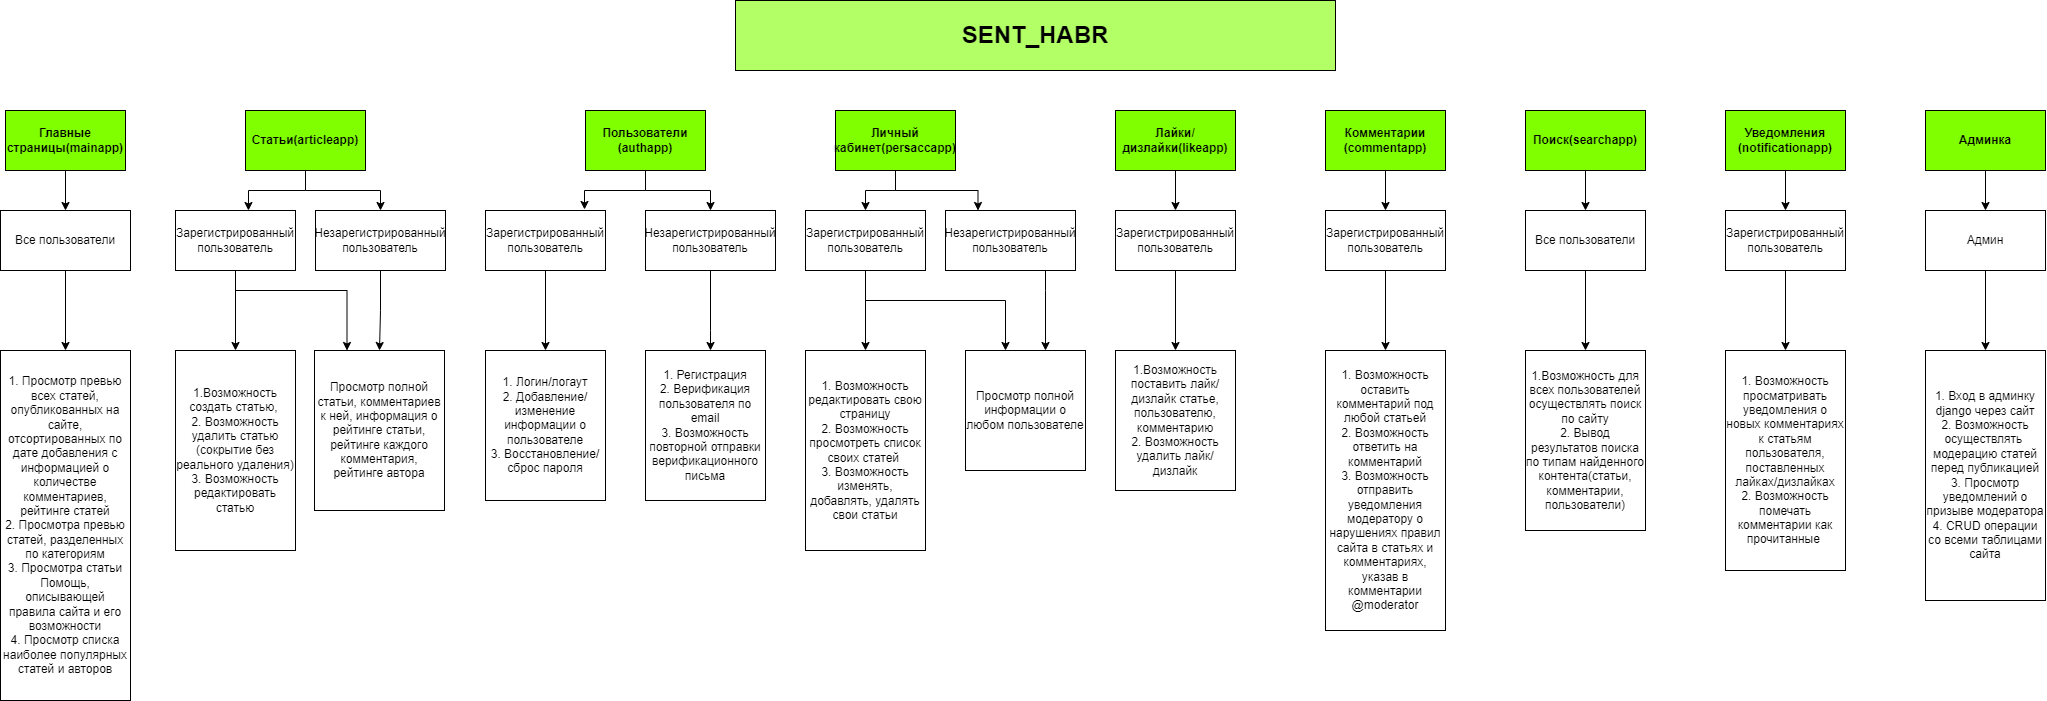 SENT_HABR
Главные
страницы(mainapp)
Статьи(articleapp)
Пользователи
(authapp)
Личный
кабинет(persaccapp)
Лайки/
дизлайки(likeapp)
Комментарии
(commentapp)
Поиск(searchapp)
Уведомления
(notificationapp)
Админка
Все пользователи
Зарегистрированный
пользователь
Незарегистрированный
пользователь
Зарегистрированный
пользователь
Незарегистрированный
пользователь
Зарегистрированный
пользователь
Незарегистрированный
пользователь
Зарегистрированный
пользователь
Зарегистрированный
пользователь
Все пользователи
Зарегистрированный
пользователь
Админ
1. Просмотр превью
всех статей,
опубликованных на
сайте,
отсортированных по
дате добавления с
информацией о
количестве
комментариев,
рейтинге статей
2. Просмотра превью
статей, разделенных
по категориям
3. Просмотра статьи
Помощь,
описывающей
правила сайта и его
возможности
4. Просмотр списка
наиболее популярных
статей и авторов
1.Возможность
создать статью,
2. Возможность
удалить статью
(сокрытие без
реального удаления)
3. Возможность
редактировать
статью
Просмотр полной
статьи, комментариев
к ней, информация о
рейтинге статьи,
рейтинге каждого
комментария,
рейтинге автора
1. Логин/логаут
2. Добавление/
изменение
информации о
пользователе
3. Восстановление/
сброс пароля
1. Регистрация
2. Верификация
пользователя по
email
3. Возможность
повторной отправки
верификационного
письма
1. Возможность
редактировать свою
страницу
2. Возможность
просмотреть список
своих статей
3. Возможность
изменять,
добавлять, удалять
свои статьи
Просмотр полной
информации о
любом пользователе
1.Возможность
поставить лайк/
дизлайк статье,
пользователю,
комментарию
2. Возможность
удалить лайк/
дизлайк
1. Возможность
оставить
комментарий под
любой статьей
2. Возможность
ответить на
комментарий
3. Возможность
отправить
уведомления
модератору о
нарушениях правил
сайта в статьях и
комментариях,
указав в
комментарии
@moderator
1.Возможность для
всех пользователей
осуществлять поиск
по сайту
2. Вывод
результатов поиска
по типам найденного
контента(статьи,
комментарии,
пользователи)
1. Возможность
просматривать
уведомления о
новых комментариях
к статьям
пользователя,
поставленных
лайках/дизлайках
2. Возможность
помечать
комментарии как
прочитанные
1. Вход в админку
django через сайт
2. Возможность
осуществлять
модерацию статей
перед публикацией
3. Просмотр
уведомлений о
призыве модератора
4. CRUD операции
со всеми таблицами
сайта